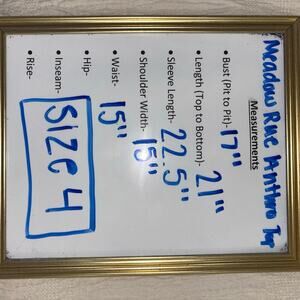 Meadow Rue Anthro Top
Measurements
• Bust (Pit to Pit)- 17"
• Length (Top to Bottom)- 21"
• Sleeve Length- 22.5"
• Shoulder Width- 15"
• Waist- 15"
• Hip-
• Inseam-
• Rise-
SIZE 4